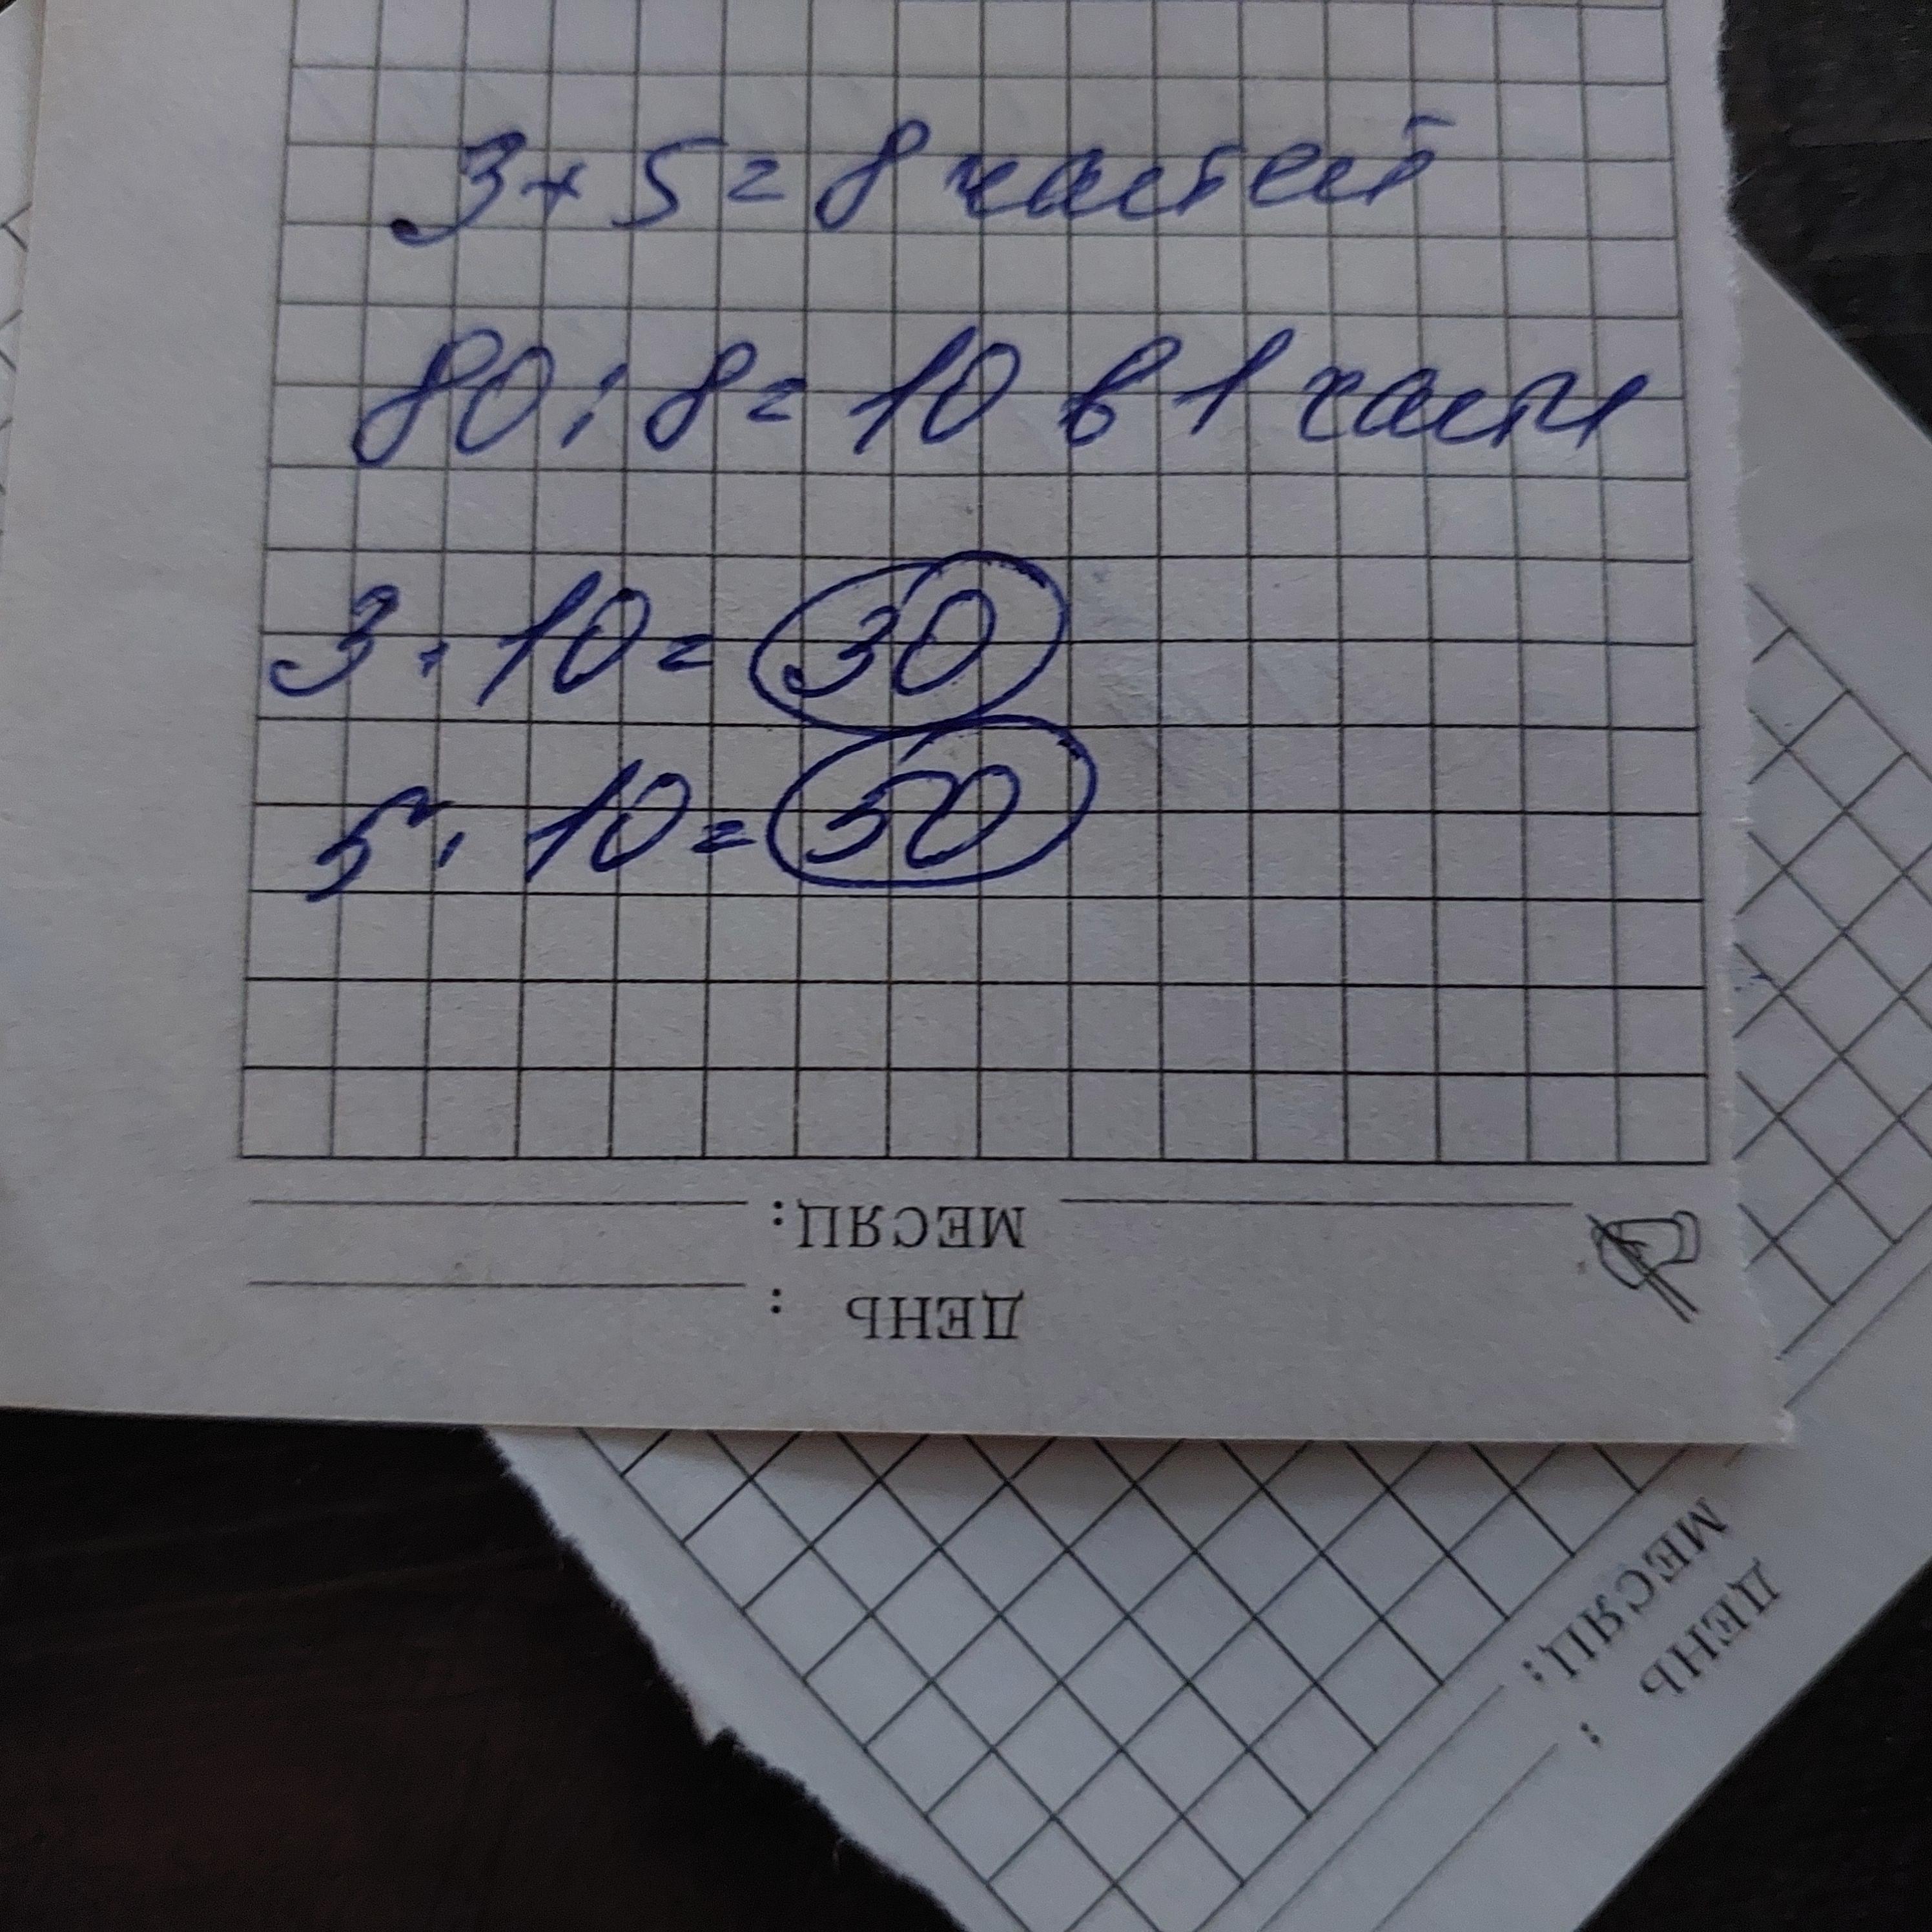 3+5=8 частей
80:8=10 в 1 части
3·10=30
5·10=50
МЕСЯЦ:
ДЕНЬ :
МЕСЯЦ:
ДЕНЬ :